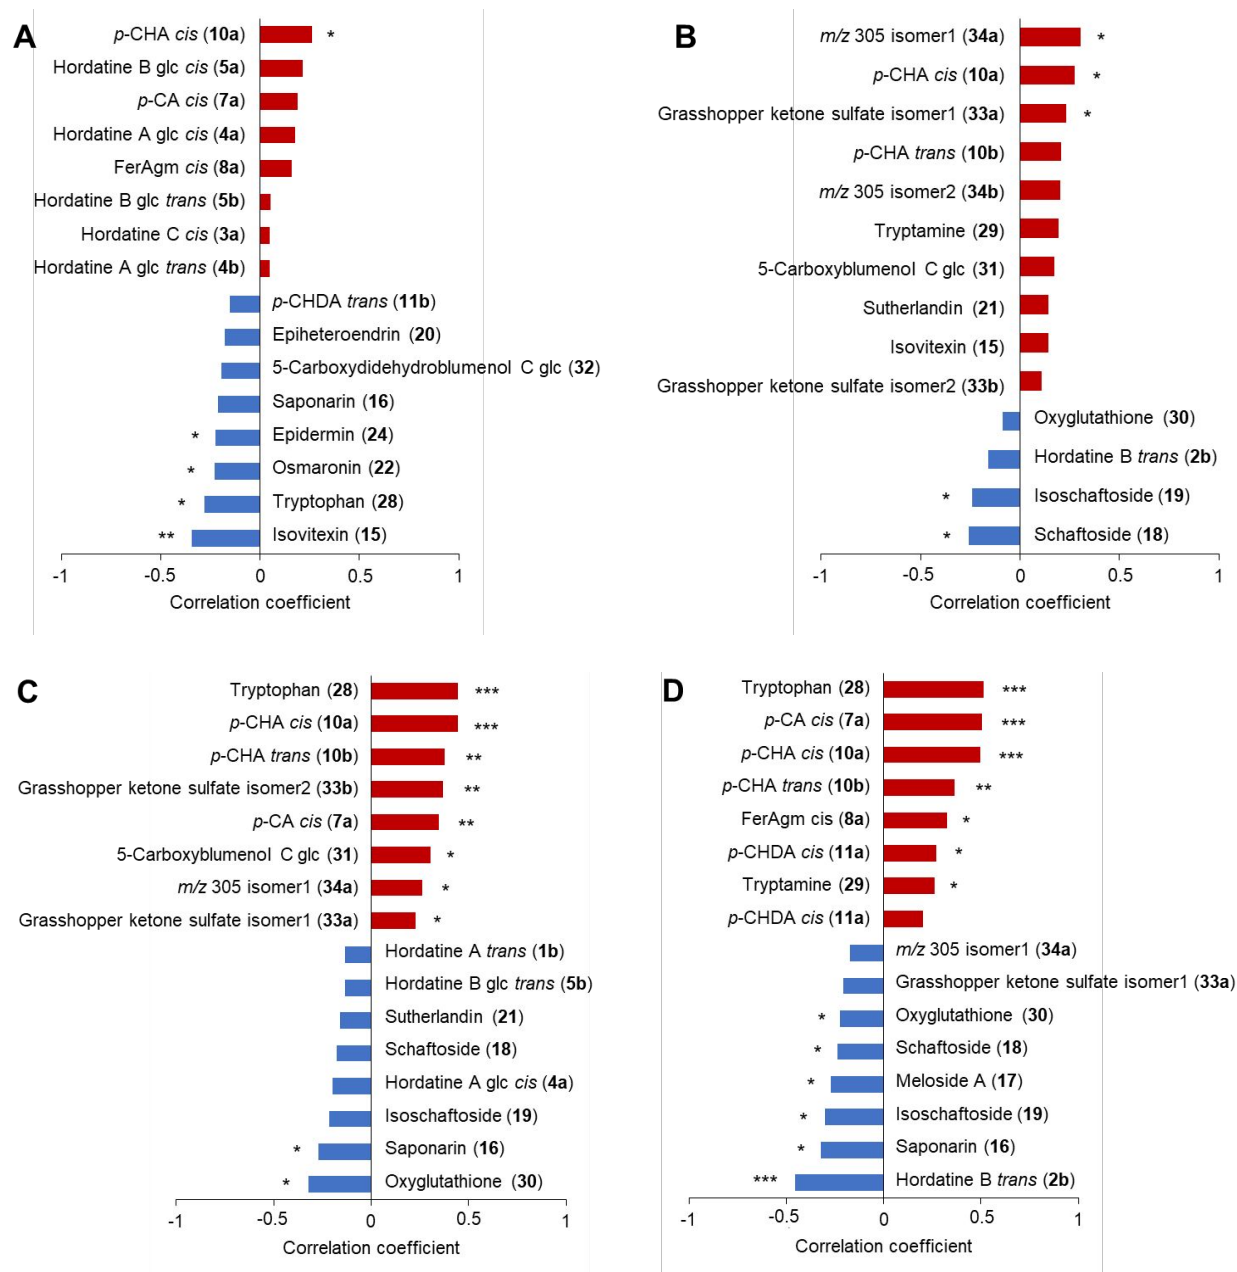 A
p-CHA cis (10a)
*
Hordatine B glc cis (5a)
p-CA cis (7a)
Hordatine A glc cis (4a)
FerAgm cis (8a)
Hordatine B glc trans (5b)
Hordatine C cis (3a)
Hordatine A glc trans (4b)
p-CHDA trans (11b)
Epiheteroendrin (20)
5-Carboxydidehydroblumenol C glc (32)
Saponarin (16)
* Epidermin (24)
* Osmaronin (22)
* Tryptophan (28)
** Isovitexin (15)
-1 -0.5 0 0.5 1
Correlation coefficient
B
m/z 305 isomer1 (34a) *
p-CHA cis (10a) *
Grasshopper ketone sulfate isomer1 (33a) *
p-CHA trans (10b)
m/z 305 isomer2 (34b)
Tryptamine (29)
5-Carboxyblumenol C glc (31)
Sutherlandin (21)
Isovitexin (15)
Grasshopper ketone sulfate isomer2 (33b)
Oxyglutathione (30)
Hordatine B trans (2b)
* Isoschaftoside (19)
* Schaftoside (18)
-1 -0.5 0 0.5 1
Correlation coefficient
C
Tryptophan (28) ***
p-CHA cis (10a) ***
p-CHA trans (10b) **
Grasshopper ketone sulfate isomer2 (33b) **
p-CA cis (7a) **
5-Carboxyblumenol C glc (31) *
m/z 305 isomer1 (34a) *
Grasshopper ketone sulfate isomer1 (33a) *
Hordatine A trans (1b)
Hordatine B glc trans (5b)
Sutherlandin (21)
Schaftoside (18)
Hordatine A glc cis (4a)
Isoschaftoside (19)
* Saponarin (16)
* Oxyglutathione (30)
-1 -0.5 0 0.5 1
Correlation coefficient
D
Tryptophan (28) ***
p-CA cis (7a) ***
p-CHA cis (10a) ***
p-CHA trans (10b) **
FerAgm cis (8a) *
p-CHDA cis (11a) *
Tryptamine (29) *
p-CHDA cis (11a)
m/z 305 isomer1 (34a)
Grasshopper ketone sulfate isomer1 (33a)
* Oxyglutathione (30)
* Schaftoside (18)
* Meloside A (17)
* Isoschaftoside (19)
* Saponarin (16)
*** Hordatine B trans (2b)
-1 -0.5 0 0.5 1
Correlation coefficient